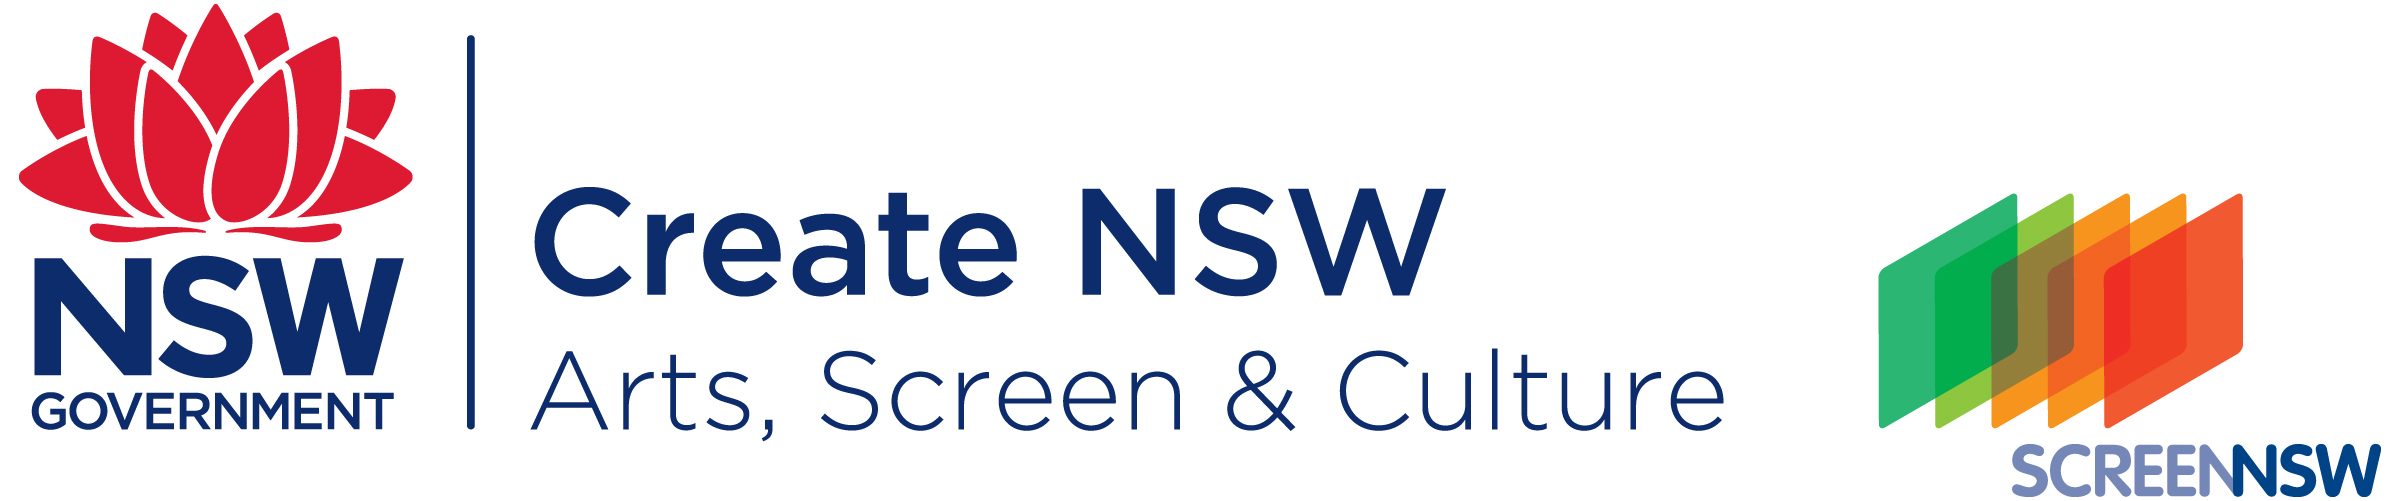 NSW
GOVERNMENT
Create NSW
Arts, Screen & Culture
SCREENNSW